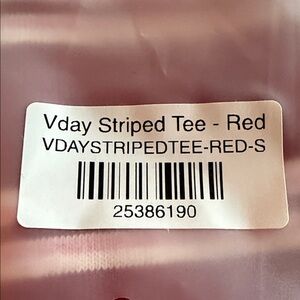 Vday Striped Tee - Red
VDAYSTRIPEDTEE-RED-S
25386190